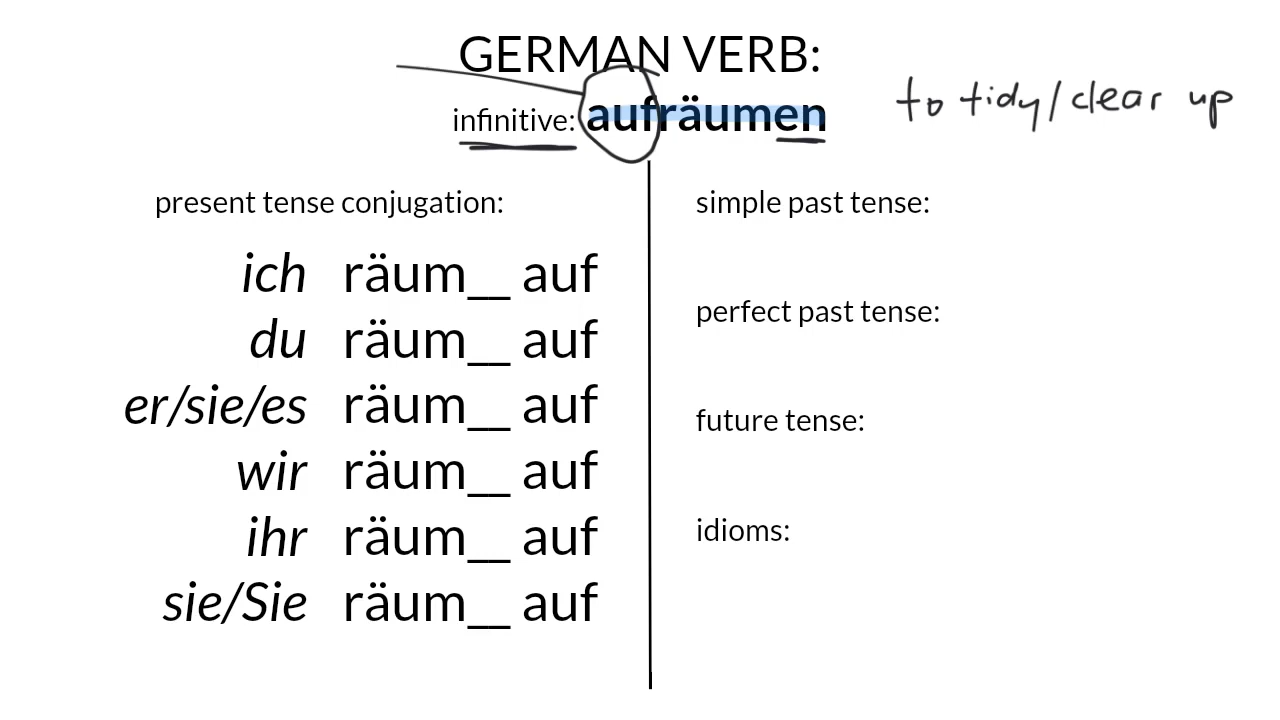 GERMAN VERB:
infinitive: aufräumen
to tidy/clear up
present tense conjugation:
ich räum__ auf
du räum__ auf
er/sie/es räum__ auf
wir räum__ auf
ihr räum__ auf
sie/Sie räum__ auf
simple past tense:
perfect past tense:
future tense:
idioms: